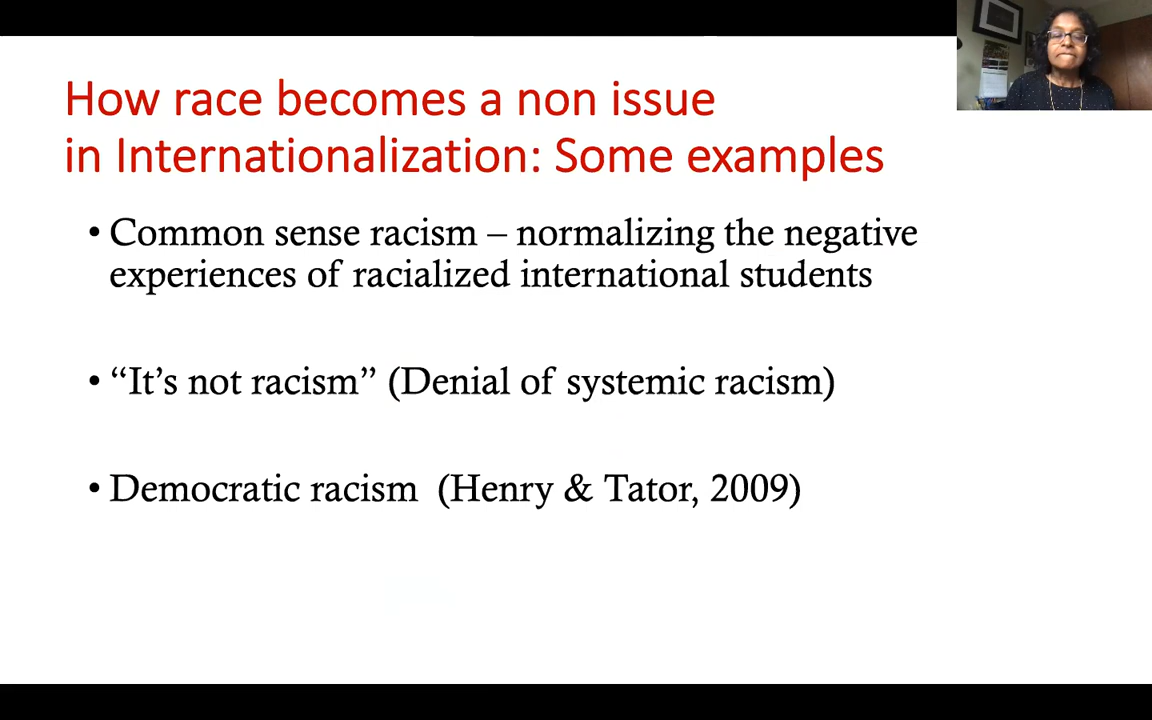 How race becomes a non issue
in Internationalization: Some examples
• Common sense racism – normalizing the negative
experiences of racialized international students
• “It’s not racism” (Denial of systemic racism)
• Democratic racism (Henry & Tator, 2009)